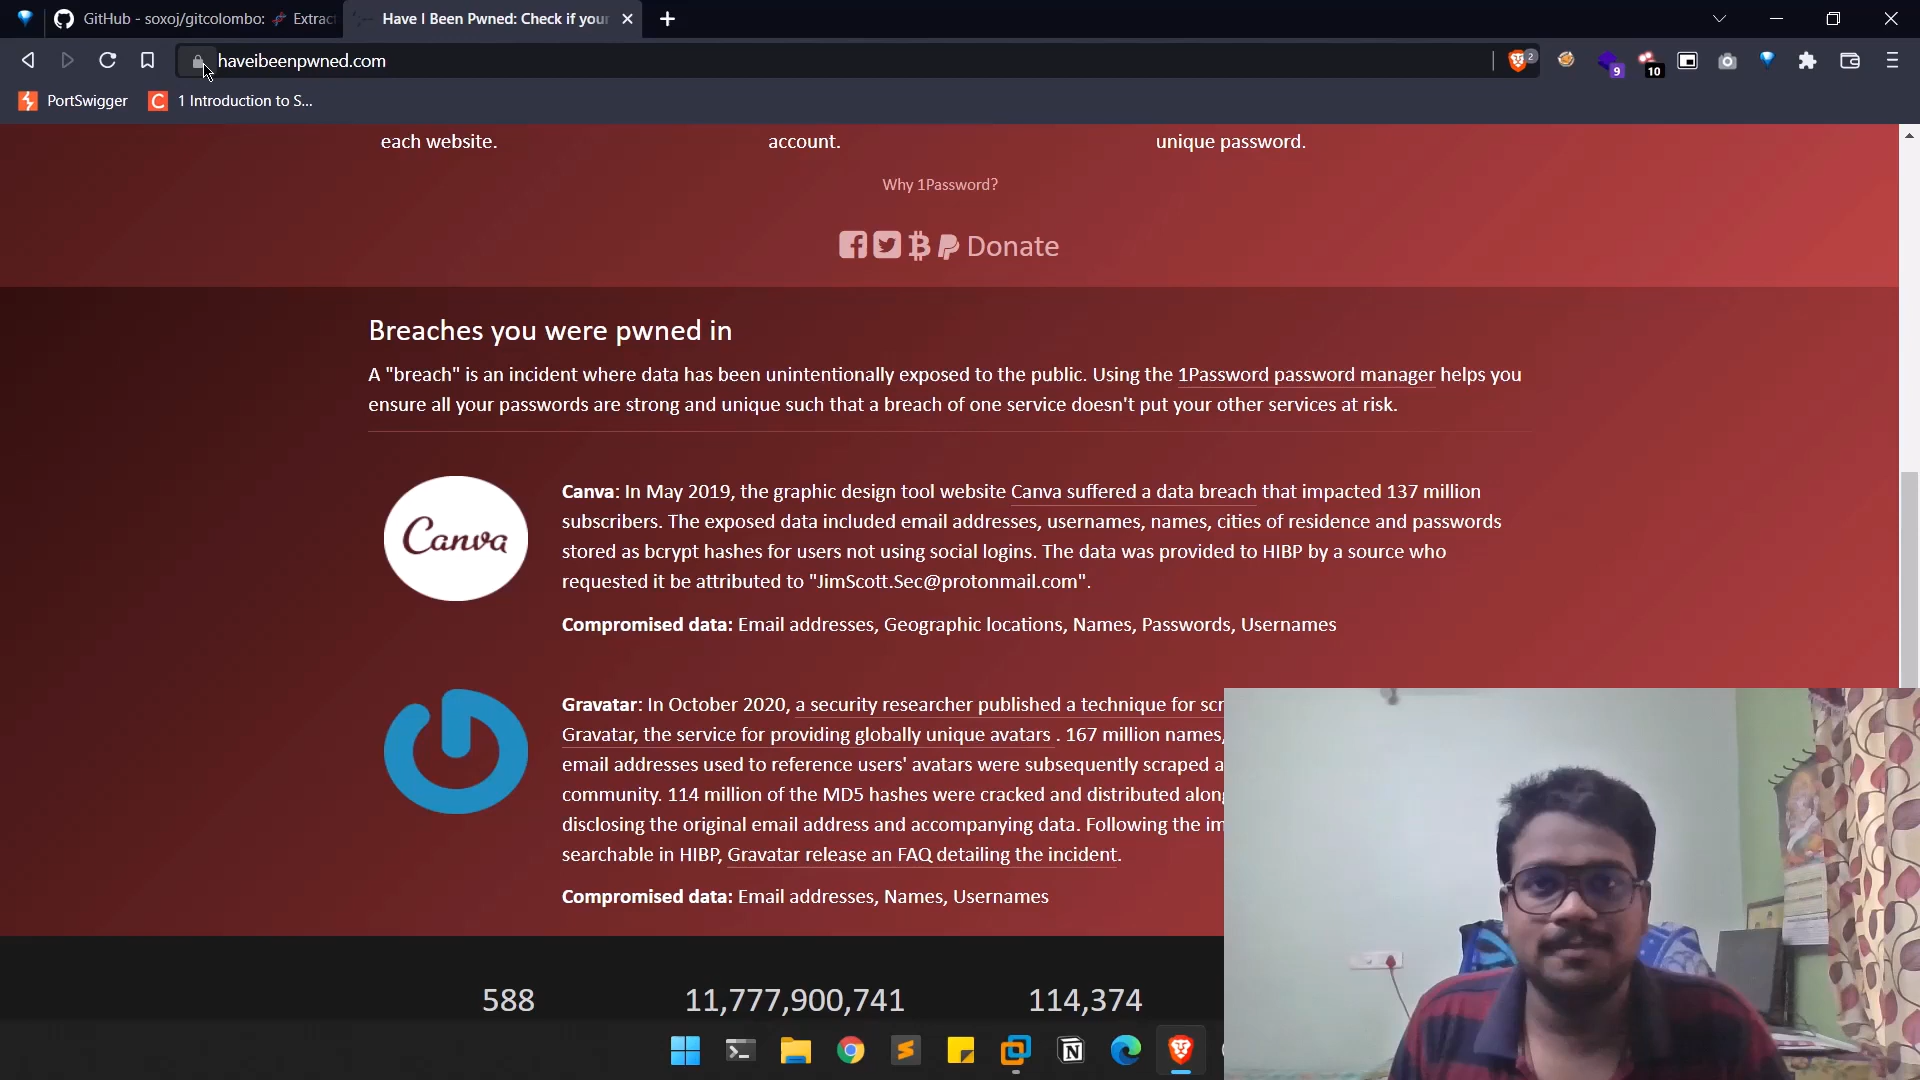 GitHub - soxoj/gitcolombo: Extrac
Have I Been Pwned: Check if your
haveibeenpwned.com
2
9
10
PortSwigger
1 Introduction to S...
each website.
account.
unique password.
Why 1Password?
Donate
Breaches you were pwned in
A "breach" is an incident where data has been unintentionally exposed to the public. Using the 1Password password manager helps you
ensure all your passwords are strong and unique such that a breach of one service doesn't put your other services at risk.
Canva
Canva: In May 2019, the graphic design tool website Canva suffered a data breach that impacted 137 million
subscribers. The exposed data included email addresses, usernames, names, cities of residence and passwords
stored as bcrypt hashes for users not using social logins. The data was provided to HIBP by a source who
requested it be attributed to "JimScott.Sec@protonmail.com".
Compromised data: Email addresses, Geographic locations, Names, Passwords, Usernames
Gravatar: In October 2020, a security researcher published a technique for scr
Gravatar, the service for providing globally unique avatars . 167 million names,
email addresses used to reference users' avatars were subsequently scraped a
community. 114 million of the MD5 hashes were cracked and distributed along
disclosing the original email address and accompanying data. Following the im
searchable in HIBP, Gravatar release an FAQ detailing the incident.
Compromised data: Email addresses, Names, Usernames
588
11,777,900,741
114,374